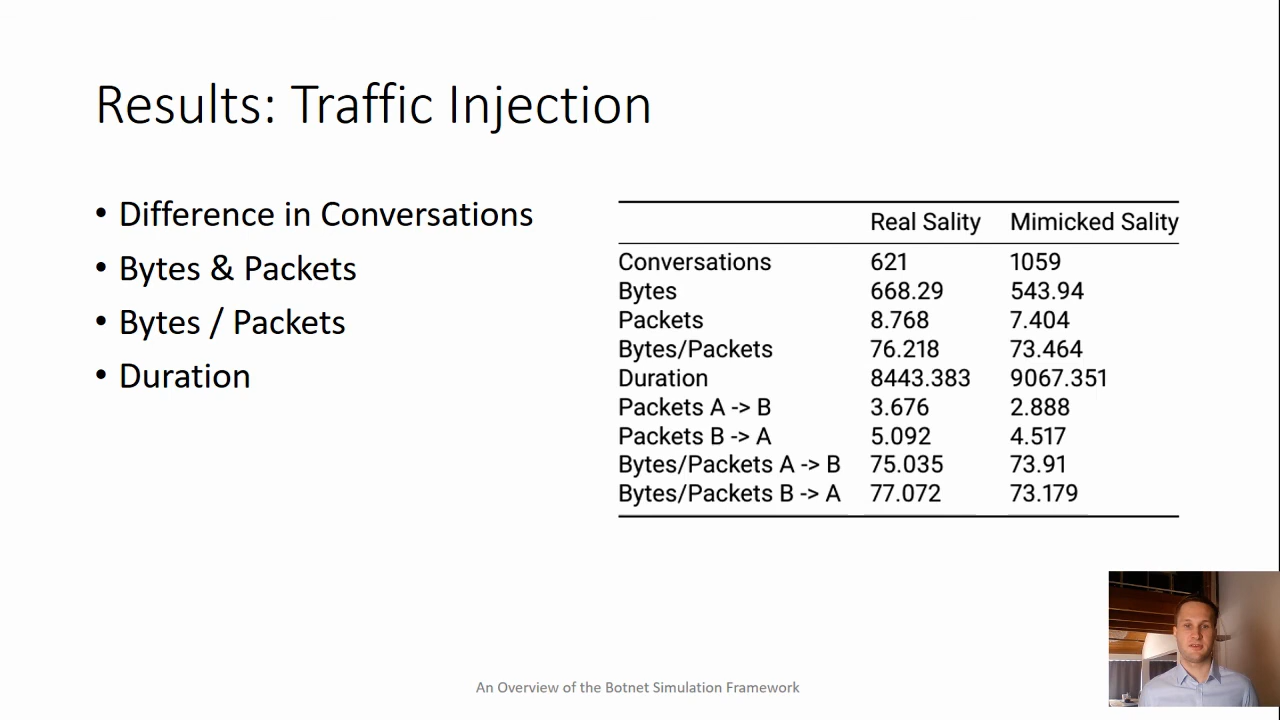 Results: Traffic Injection
• Difference in Conversations
• Bytes & Packets
• Bytes / Packets
• Duration
Real Sality Mimicked Sality
Conversations 621 1059
Bytes 668.29 543.94
Packets 8.768 7.404
Bytes/Packets 76.218 73.464
Duration 8443.383 9067.351
Packets A -> B 3.676 2.888
Packets B -> A 5.092 4.517
Bytes/Packets A -> B 75.035 73.91
Bytes/Packets B -> A 77.072 73.179
An Overview of the Botnet Simulation Framework